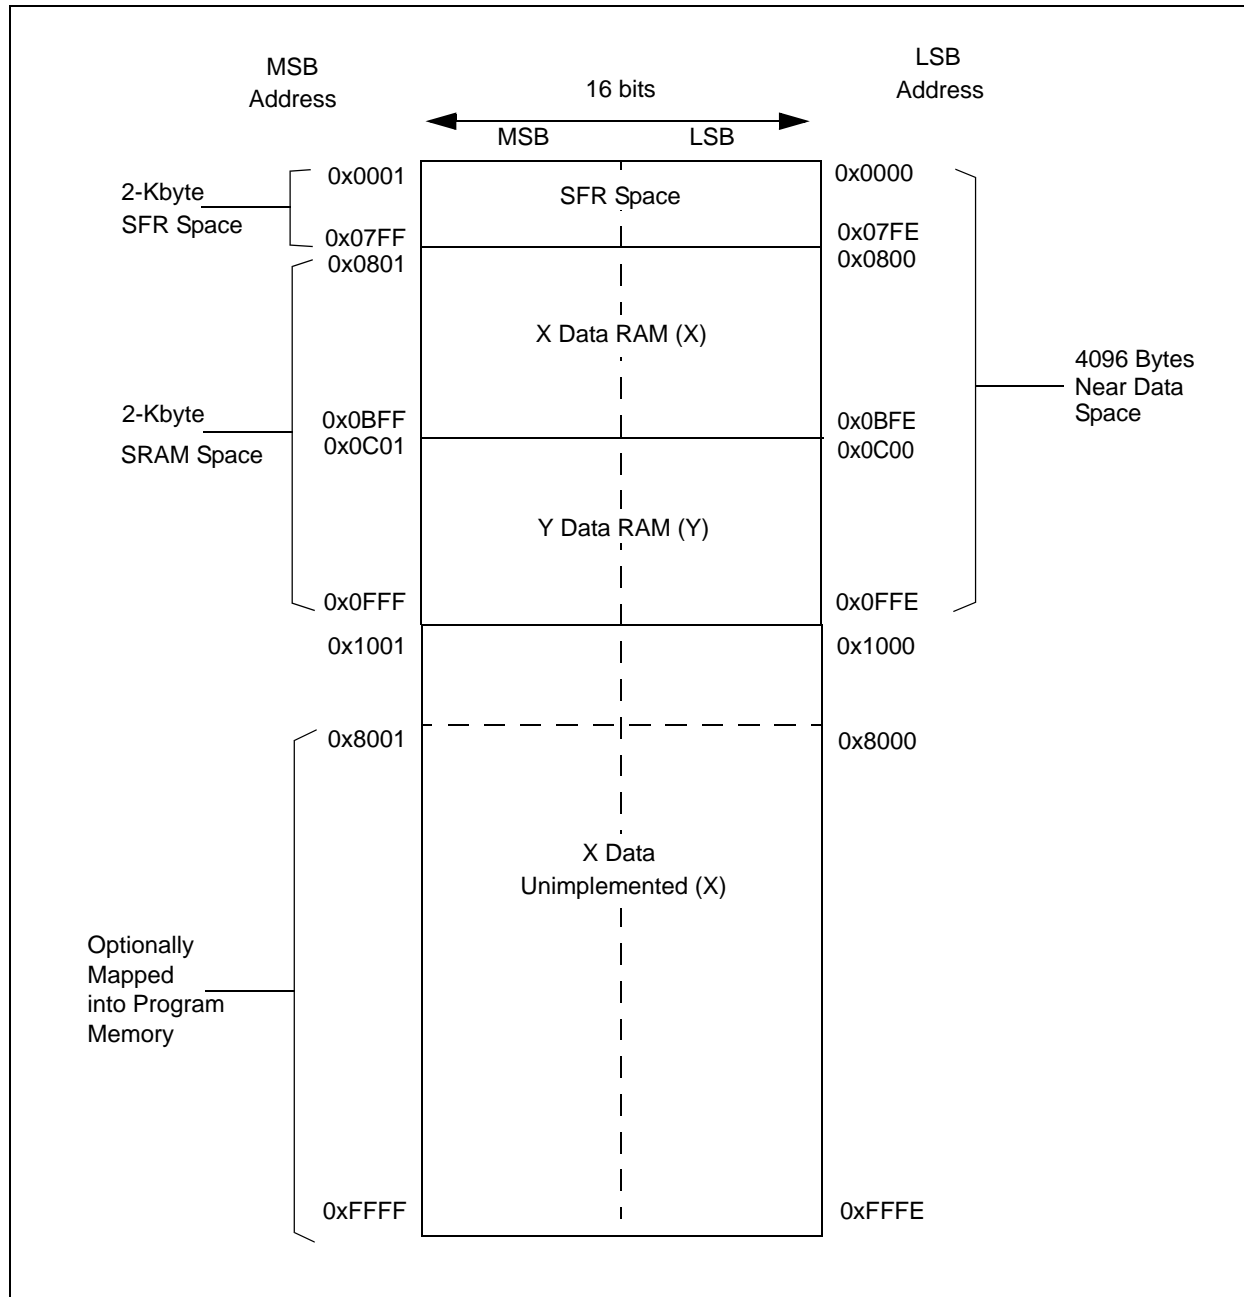 MSB
Address
LSB
Address
16 bits
MSB
LSB
0x0001
0x0000
2-Kbyte
SFR Space
SFR Space
0x07FF
0x07FE
0x0801
0x0800
X Data RAM (X)
4096 Bytes
Near Data
Space
2-Kbyte
SRAM Space
0x0BFF
0x0BFE
0x0C01
0x0C00
Y Data RAM (Y)
0x0FFF
0x0FFE
0x1001
0x1000
0x8001
0x8000
X Data
Unimplemented (X)
Optionally
Mapped
into Program
Memory
0xFFFF
0xFFFE